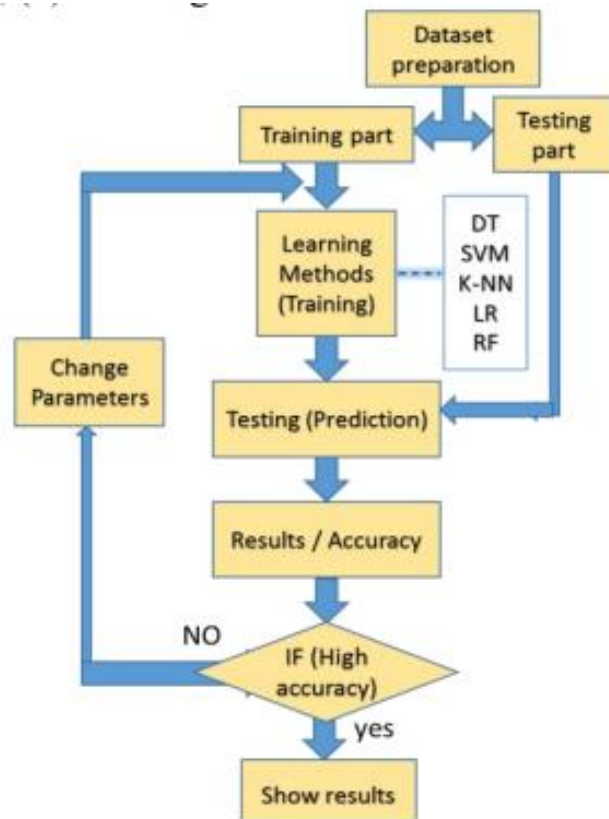 Dataset
preparation
Training part
Testing
part
Learning
Methods
(Training)
DT
SVM
K-NN
LR
RF
Change
Parameters
Testing (Prediction)
Results / Accuracy
NO
IF (High
accuracy)
yes
Show results